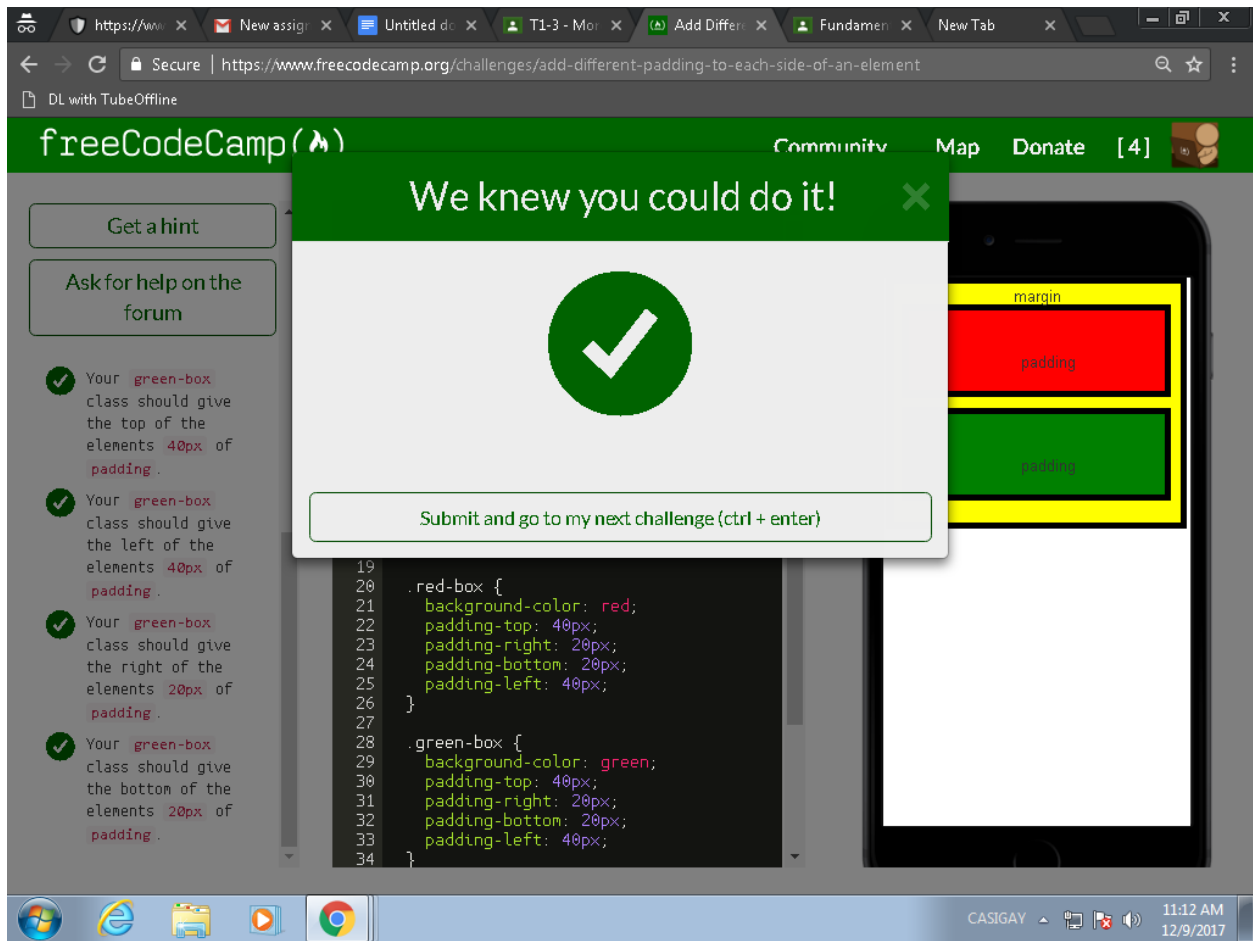 https://www
New assign
Untitled do
T1-3 - Mor
Add Differe
Fundamen
New Tab
Secure | https://www.freecodecamp.org/challenges/add-different-padding-to-each-side-of-an-element
DL with TubeOffline
freeCodeCamp
Community
Map
Donate
[4]
We knew you could do it!
Submit and go to my next challenge (ctrl + enter)
Get a hint
Ask for help on the
forum
Your green-box
class should give
the top of the
elements 40px of
padding.
Your green-box
class should give
the left of the
elements 40px of
padding.
Your green-box
class should give
the right of the
elements 20px of
padding.
Your green-box
class should give
the bottom of the
elements 20px of
padding.
19
20 .red-box {
21 background-color: red;
22 padding-top: 40px;
23 padding-right: 20px;
24 padding-bottom: 20px;
25 padding-left: 40px;
26 }
27
28 .green-box {
29 background-color: green;
30 padding-top: 40px;
31 padding-right: 20px;
32 padding-bottom: 20px;
33 padding-left: 40px;
34 }
margin
padding
padding
CASIGAY
11:12 AM
12/9/2017